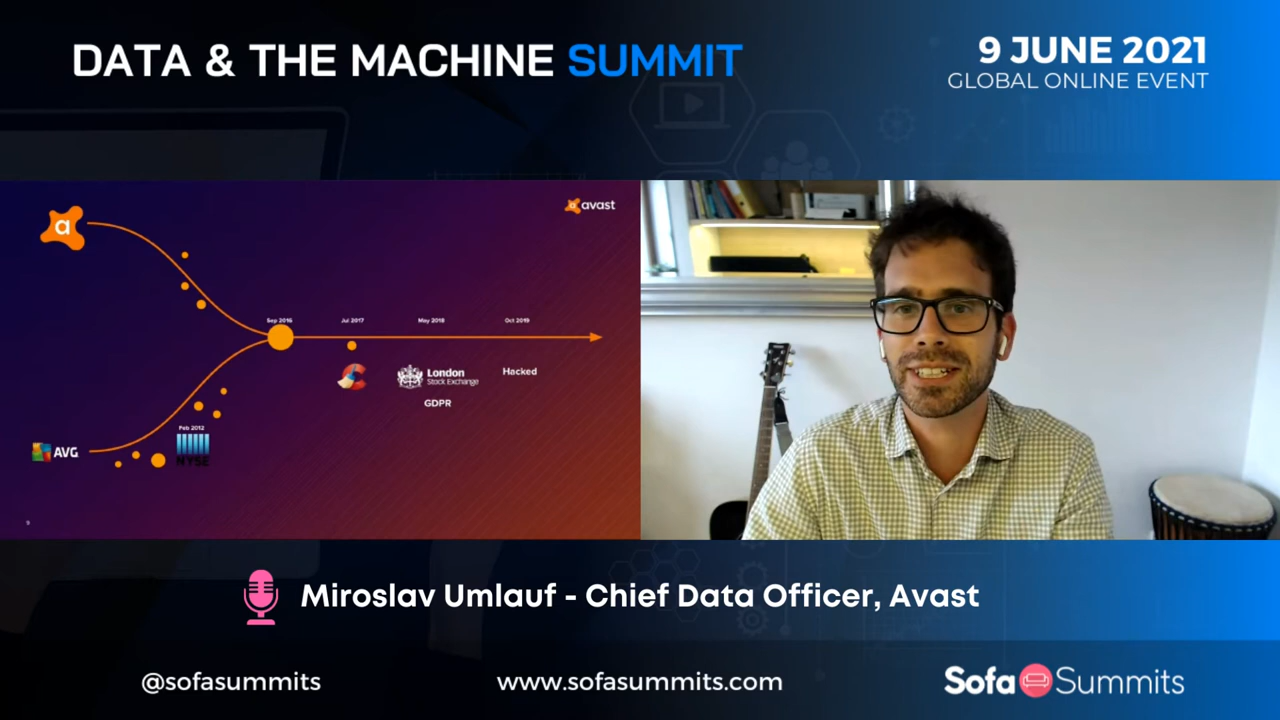 DATA & THE MACHINE SUMMIT
9 JUNE 2021
GLOBAL ONLINE EVENT
a
avast
Sep 2016
Jul 2017
May 2018
Oct 2019
London
Stock Exchange
Hacked
GDPR
Feb 2012
AVG
NYSE
9
Miroslav Umlauf - Chief Data Officer, Avast
@sofasummits
www.sofasummits.com
Sofa Summits